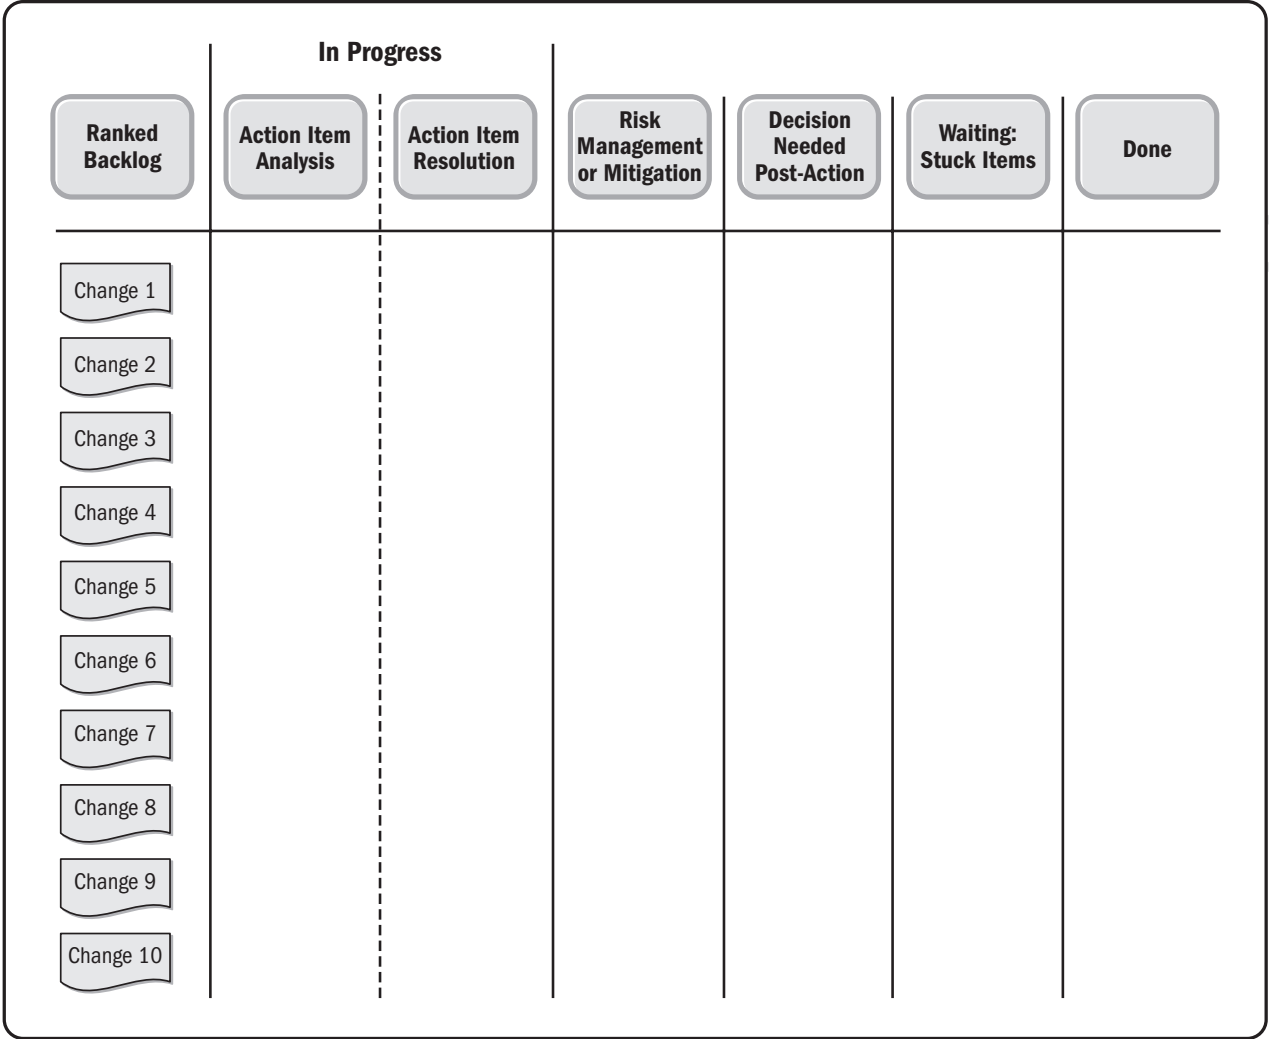 In Progress
Ranked
Backlog
Action Item
Analysis
Action Item
Resolution
Risk
Management
or Mitigation
Decision
Needed
Post-Action
Waiting:
Stuck Items
Done
Change 1
Change 2
Change 3
Change 4
Change 5
Change 6
Change 7
Change 8
Change 9
Change 10